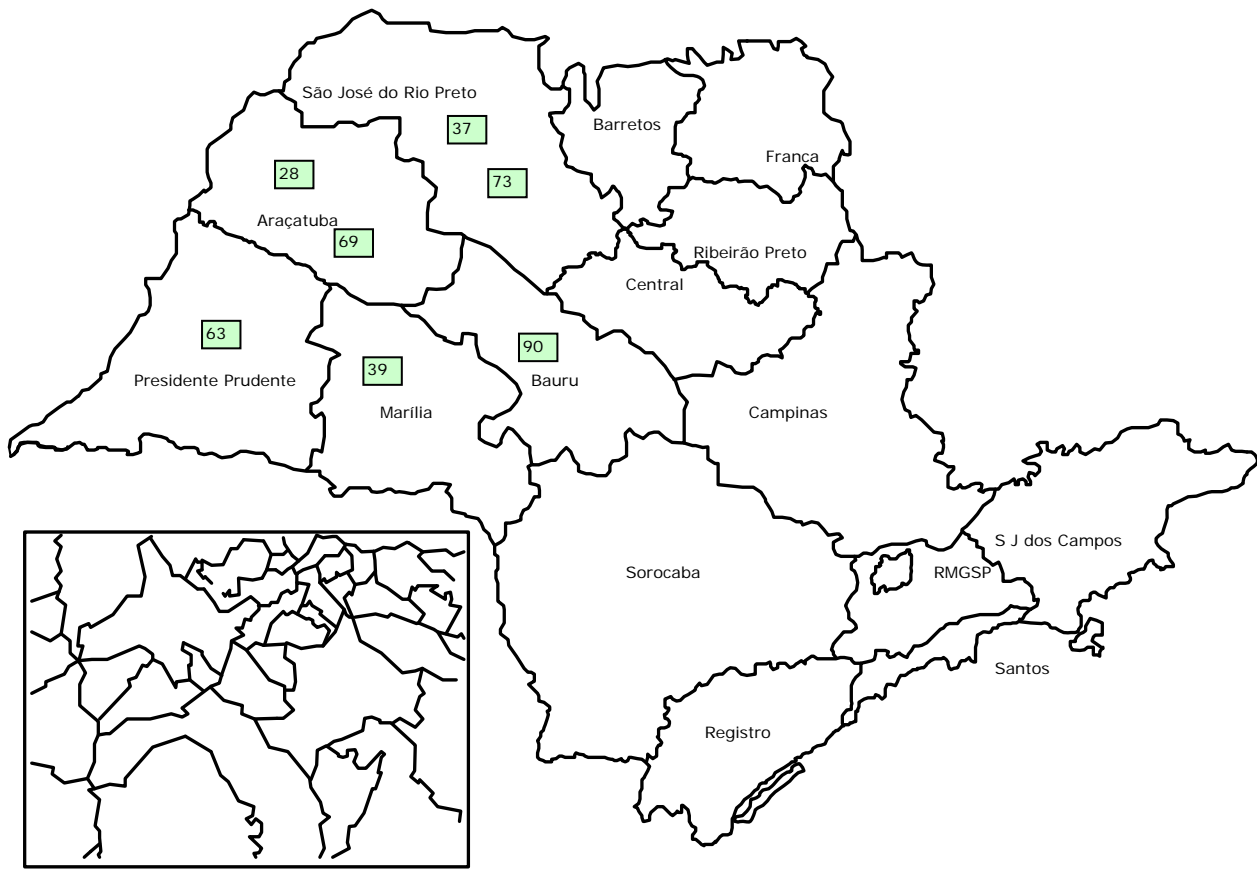 São José do Rio Preto
37
Barretos
Franca
28
73
Araçatuba
69
Ribeirão Preto
Central
63
90
39
Presidente Prudente
Bauru
Marília
Campinas
S J dos Campos
Sorocaba
RMGSP
Santos
Registro